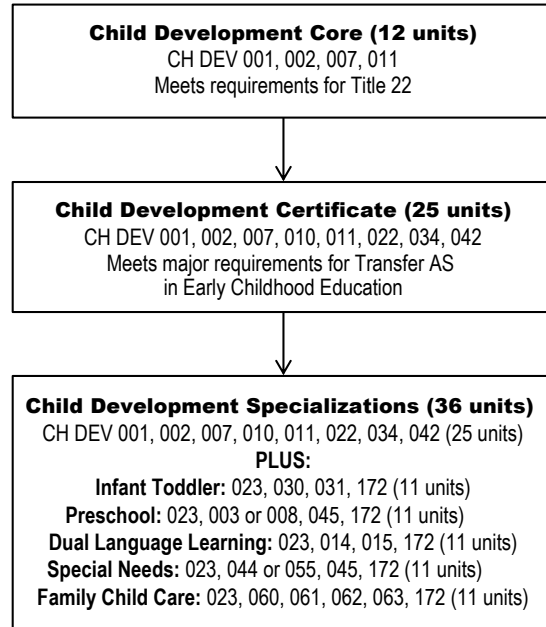 Child Development Core (12 units)
CH DEV 001, 002, 007, 011
Meets requirements for Title 22
Child Development Certificate (25 units)
CH DEV 001, 002, 007, 010, 011, 022, 034, 042
Meets major requirements for Transfer AS
in Early Childhood Education
Child Development Specializations (36 units)
CH DEV 001, 002, 007, 010, 011, 022, 034, 042 (25 units)
PLUS:
Infant Toddler: 023, 030, 031, 172 (11 units)
Preschool: 023, 003 or 008, 045, 172 (11 units)
Dual Language Learning: 023, 014, 015, 172 (11 units)
Special Needs: 023, 044 or 055, 045, 172 (11 units)
Family Child Care: 023, 060, 061, 062, 063, 172 (11 units)